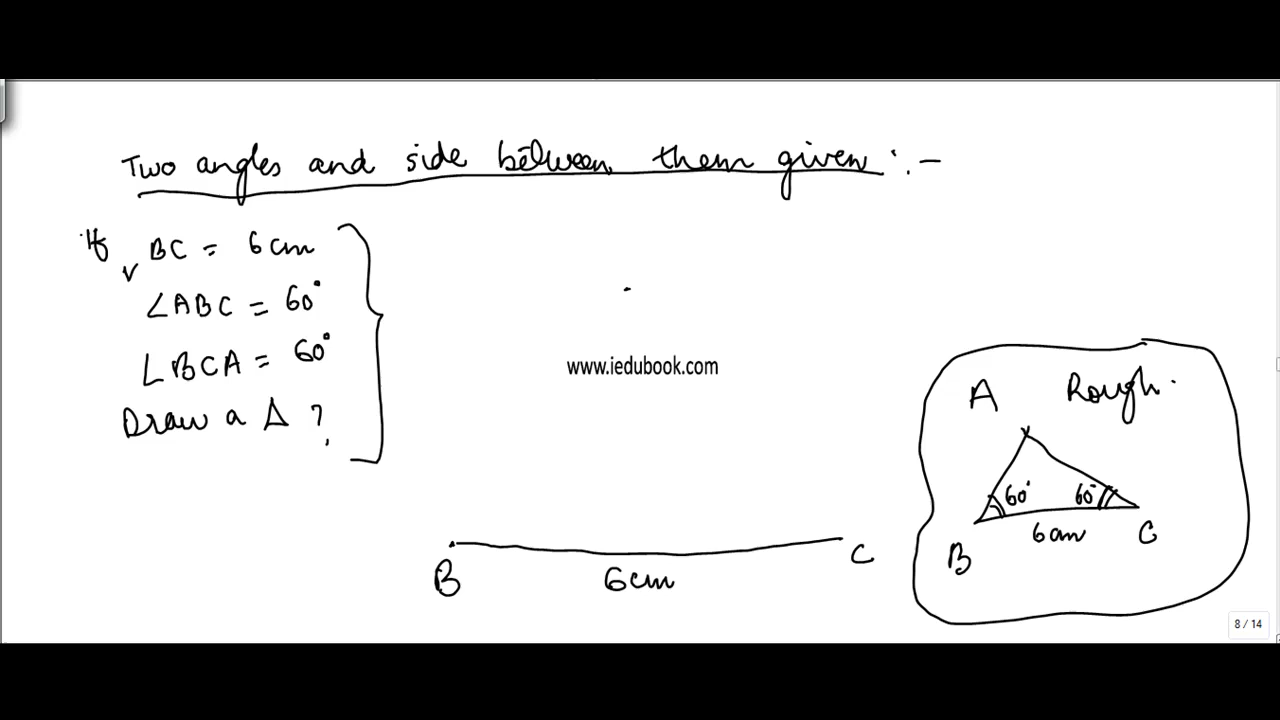 Two angles and side between them given :-
If BC = 6cm
∠ABC = 60°
∠BCA = 60°
Draw a Δ ?
www.iedubook.com
A Rough.
60° 60°
6cm
B C
B 6cm C
8 / 14